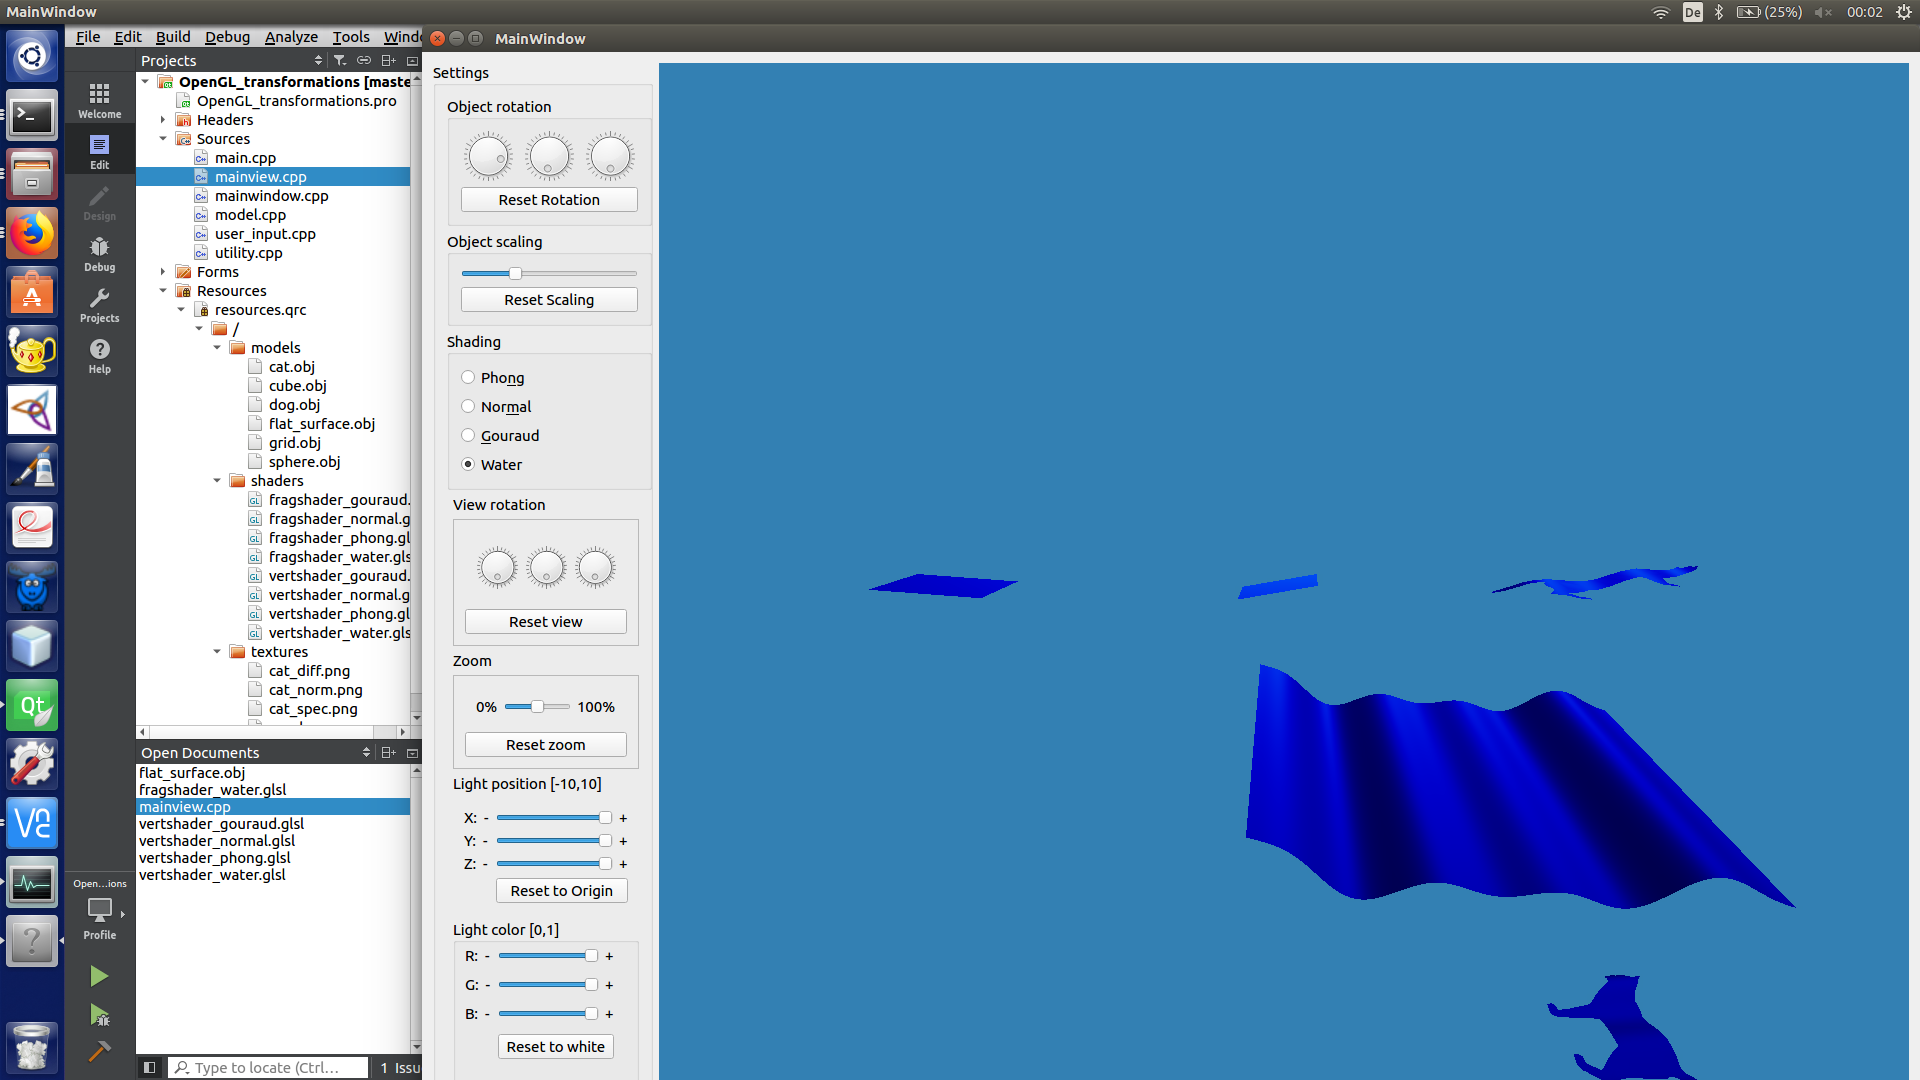 MainWindow
De
(25%)
00:02
File Edit Build Debug Analyze Tools Wind
MainWindow
Welcome
Edit
Design
Debug
Projects
Help
Open...ions
Profile
Projects
OpenGL_transformations [maste
OpenGL_transformations.pro
Headers
Sources
main.cpp
mainview.cpp
mainwindow.cpp
model.cpp
user_input.cpp
utility.cpp
Forms
Resources
resources.qrc
/
models
cat.obj
cube.obj
dog.obj
flat_surface.obj
grid.obj
sphere.obj
shaders
fragshader_gouraud.
fragshader_normal.g
fragshader_phong.gl
fragshader_water.gls
vertshader_gouraud.
vertshader_normal.g
vertshader_phong.gl
vertshader_water.gls
textures
cat_diff.png
cat_norm.png
cat_spec.png
Open Documents
flat_surface.obj
fragshader_water.glsl
mainview.cpp
vertshader_gouraud.glsl
vertshader_normal.glsl
vertshader_phong.glsl
vertshader_water.glsl
Type to locate (Ctrl...
1 Issu
Settings
Object rotation
Reset Rotation
Object scaling
Reset Scaling
Shading
Phong
Normal
Gouraud
Water
View rotation
Reset view
Zoom
0% 100%
Reset zoom
Light position [-10,10]
X: - +
Y: - +
Z: - +
Reset to Origin
Light color [0,1]
R: - +
G: - +
B: - +
Reset to white